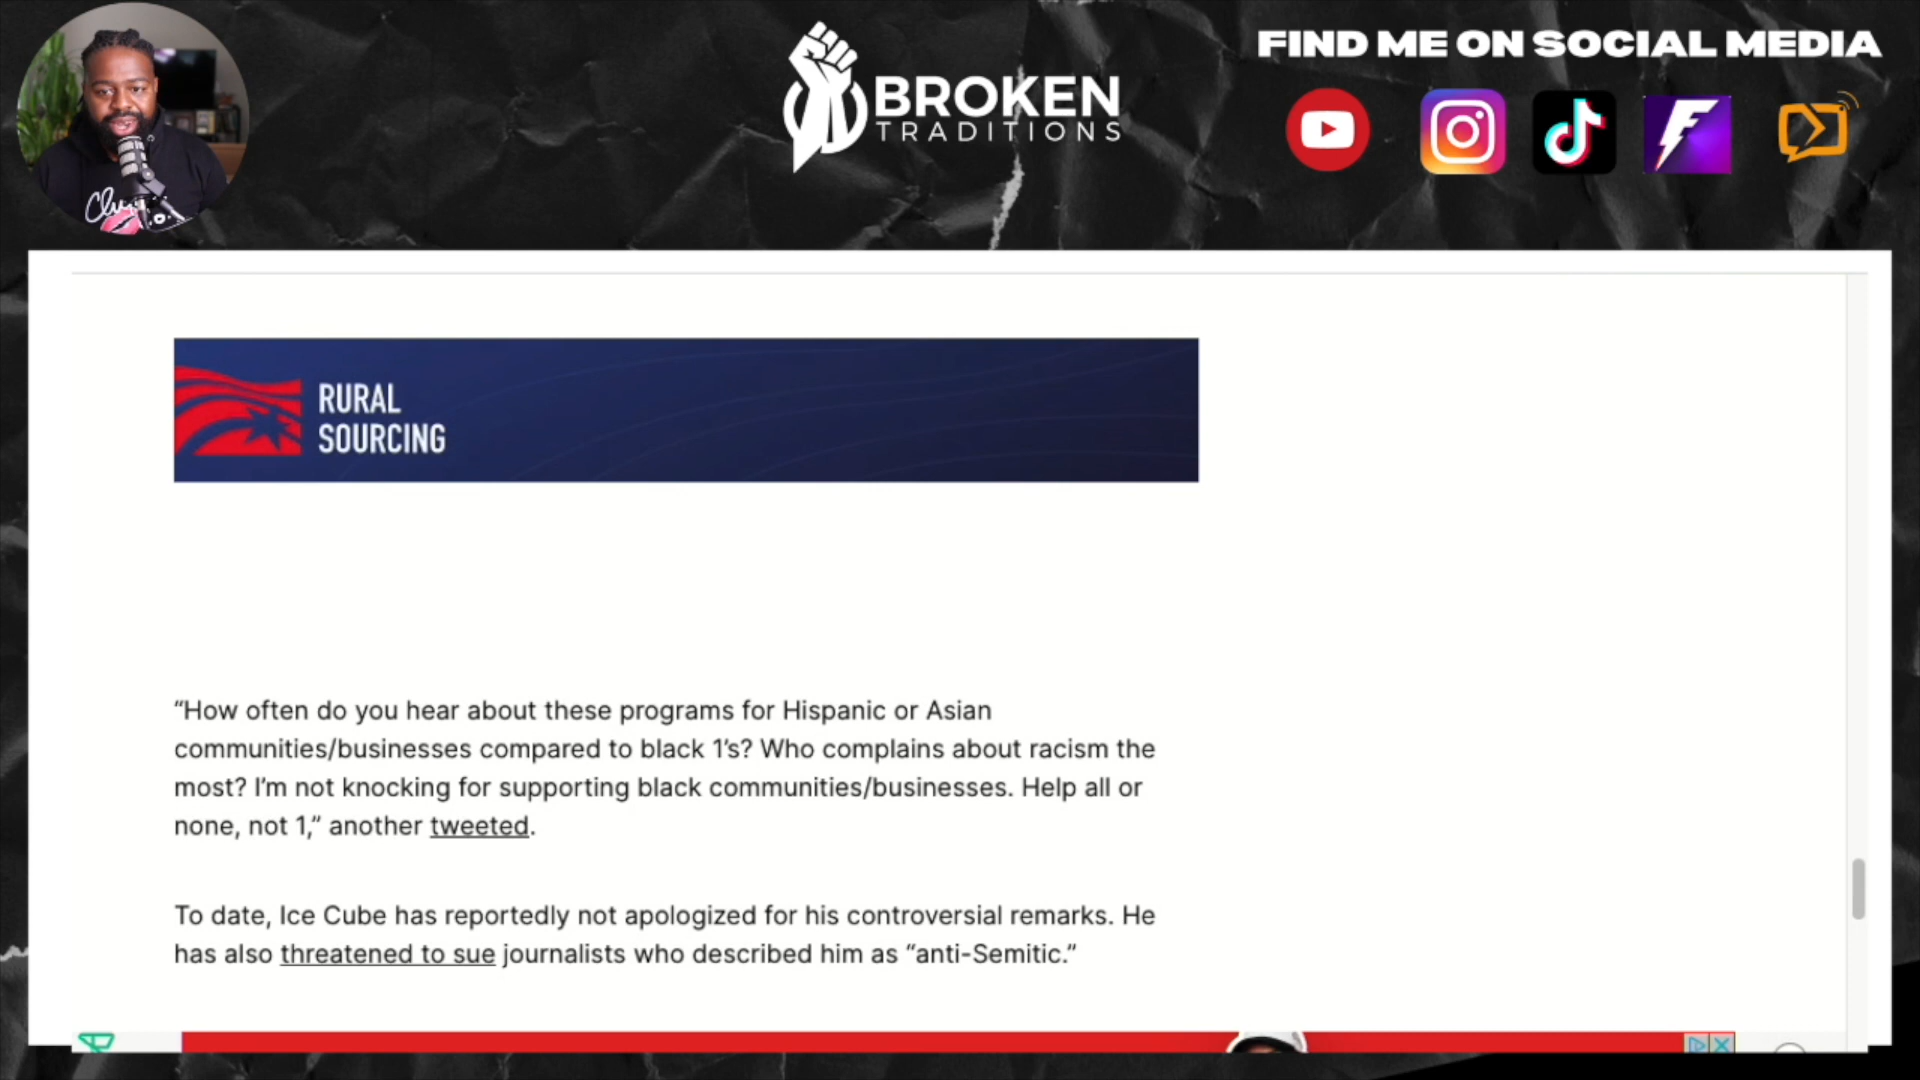 FIND ME ON SOCIAL MEDIA
BROKEN
TRADITIONS
RURAL
SOURCING
“How often do you hear about these programs for Hispanic or Asian
communities/businesses compared to black 1’s? Who complains about racism the
most? I’m not knocking for supporting black communities/businesses. Help all or
none, not 1,” another tweeted.
To date, Ice Cube has reportedly not apologized for his controversial remarks. He
has also threatened to sue journalists who described him as “anti-Semitic.”